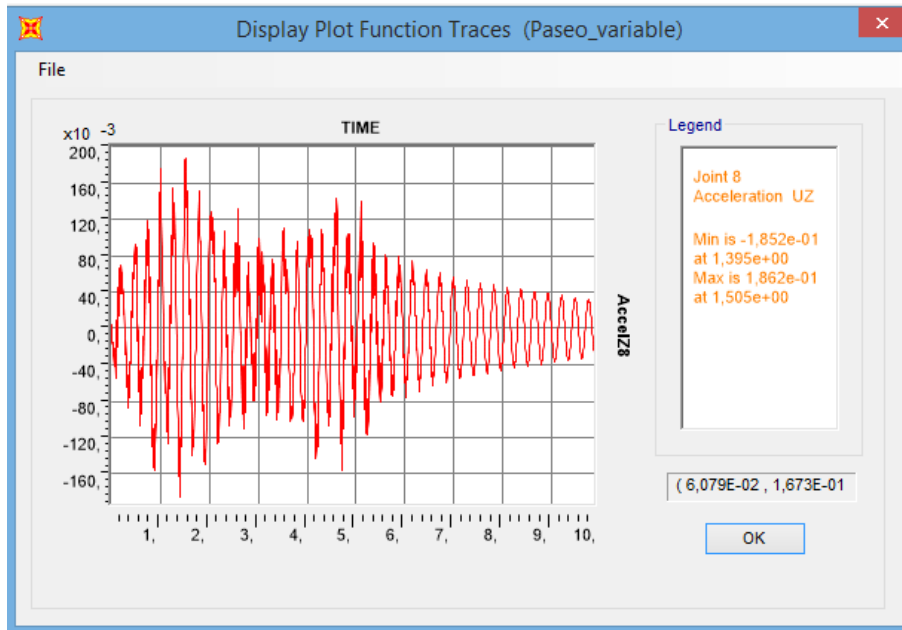 Display Plot Function Traces (Paseo_variable)
×
File
x10 -3
TIME
200,
160,
120,
80,
40,
0,
-40,
-80,
-120,
-160,
1, 2, 3, 4, 5, 6, 7, 8, 9, 10,
AccelZ8
Legend
Joint 8
Acceleration UZ
Min is -1,852e-01
at 1,395e+00
Max is 1,862e-01
at 1,505e+00
( 6,079E-02 , 1,673E-01
OK